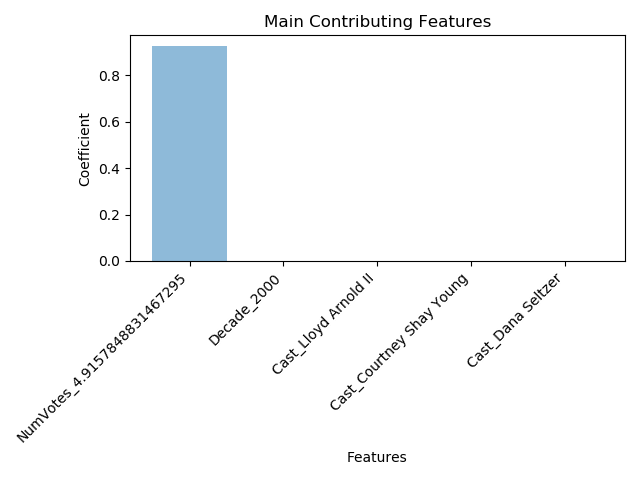 Main Contributing Features
Coefficient
0.8
0.6
0.4
0.2
0.0
NumVotes_4.9157848831467295
Decade_2000
Cast_Lloyd Arnold II
Cast_Courtney Shay Young
Cast_Dana Seltzer
Features